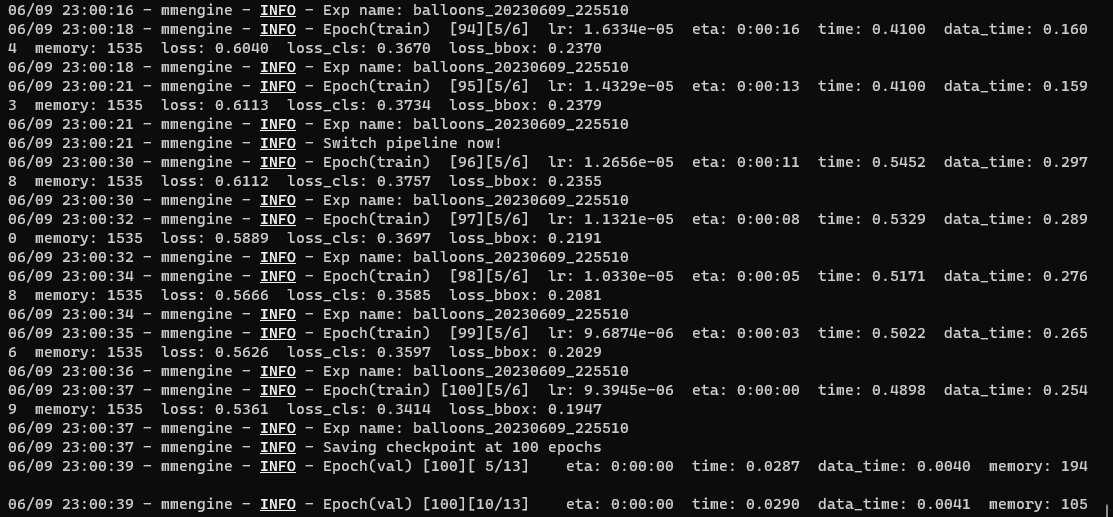 06/09 23:00:16 - mmengine - INFO - Exp name: balloons_20230609_225510
06/09 23:00:18 - mmengine - INFO - Epoch(train)  [94][5/6]  lr: 1.6334e-05  eta: 0:00:16  time: 0.4100  data_time: 0.160
4  memory: 1535  loss: 0.6040  loss_cls: 0.3670  loss_bbox: 0.2370
06/09 23:00:18 - mmengine - INFO - Exp name: balloons_20230609_225510
06/09 23:00:21 - mmengine - INFO - Epoch(train)  [95][5/6]  lr: 1.4329e-05  eta: 0:00:13  time: 0.4100  data_time: 0.159
3  memory: 1535  loss: 0.6113  loss_cls: 0.3734  loss_bbox: 0.2379
06/09 23:00:21 - mmengine - INFO - Exp name: balloons_20230609_225510
06/09 23:00:21 - mmengine - INFO - Switch pipeline now!
06/09 23:00:30 - mmengine - INFO - Epoch(train)  [96][5/6]  lr: 1.2656e-05  eta: 0:00:11  time: 0.5452  data_time: 0.297
8  memory: 1535  loss: 0.6112  loss_cls: 0.3757  loss_bbox: 0.2355
06/09 23:00:30 - mmengine - INFO - Exp name: balloons_20230609_225510
06/09 23:00:32 - mmengine - INFO - Epoch(train)  [97][5/6]  lr: 1.1321e-05  eta: 0:00:08  time: 0.5329  data_time: 0.289
0  memory: 1535  loss: 0.5889  loss_cls: 0.3697  loss_bbox: 0.2191
06/09 23:00:32 - mmengine - INFO - Exp name: balloons_20230609_225510
06/09 23:00:34 - mmengine - INFO - Epoch(train)  [98][5/6]  lr: 1.0330e-05  eta: 0:00:05  time: 0.5171  data_time: 0.276
8  memory: 1535  loss: 0.5666  loss_cls: 0.3585  loss_bbox: 0.2081
06/09 23:00:34 - mmengine - INFO - Exp name: balloons_20230609_225510
06/09 23:00:35 - mmengine - INFO - Epoch(train)  [99][5/6]  lr: 9.6874e-06  eta: 0:00:03  time: 0.5022  data_time: 0.265
6  memory: 1535  loss: 0.5626  loss_cls: 0.3597  loss_bbox: 0.2029
06/09 23:00:36 - mmengine - INFO - Exp name: balloons_20230609_225510
06/09 23:00:37 - mmengine - INFO - Epoch(train) [100][5/6]  lr: 9.3945e-06  eta: 0:00:00  time: 0.4898  data_time: 0.254
9  memory: 1535  loss: 0.5361  loss_cls: 0.3414  loss_bbox: 0.1947
06/09 23:00:37 - mmengine - INFO - Exp name: balloons_20230609_225510
06/09 23:00:37 - mmengine - INFO - Saving checkpoint at 100 epochs
06/09 23:00:39 - mmengine - INFO - Epoch(val) [100][ 5/13]    eta: 0:00:00  time: 0.0287  data_time: 0.0040  memory: 194
06/09 23:00:39 - mmengine - INFO - Epoch(val) [100][10/13]    eta: 0:00:00  time: 0.0290  data_time: 0.0041  memory: 105